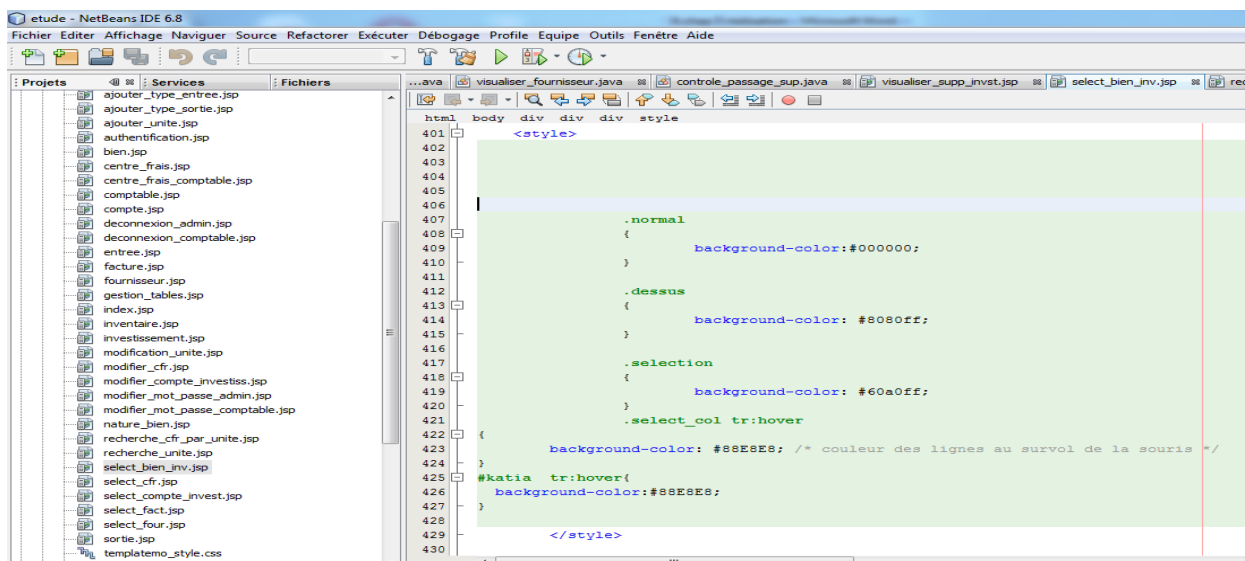 etude - NetBeans IDE 6.8
Fichier Editer Affichage Naviguer Source Refactorer Exécuter Débogage Profile Equipe Outils Fenêtre Aide
Projets Services Fichiers
...ava visualiser_fournisseur.java controle_passage_sup.java visualiser_supp_invst.jsp select_bien_inv.jsp rec
ajouter_type_entree.jsp
ajouter_type_sortie.jsp
ajouter_unite.jsp
authentification.jsp
bien.jsp
centre_frais.jsp
centre_frais_comptable.jsp
comptable.jsp
compte.jsp
deconnexion_admin.jsp
deconnexion_comptable.jsp
entree.jsp
facture.jsp
fournisseur.jsp
gestion_tables.jsp
index.jsp
inventaire.jsp
investissement.jsp
modification_unite.jsp
modifier_cfr.jsp
modifier_compte_investiss.jsp
modifier_mot_passe_admin.jsp
modifier_mot_passe_comptable.jsp
nature_bien.jsp
recherche_cfr_par_unite.jsp
recherche_unite.jsp
select_bien_inv.jsp
select_cfr.jsp
select_compte_invest.jsp
select_fact.jsp
select_four.jsp
sortie.jsp
templatemo_style.css
html body div div div style
401 <style>
402
403
404
405
406
407 .normal
408 {
409 background-color:#000000;
410 }
411
412 .dessus
413 {
414 background-color: #8080ff;
415 }
416
417 .selection
418 {
419 background-color: #60a0ff;
420 }
421 .select_col tr:hover
422 {
423 background-color: #88E8E8; /* couleur des lignes au survol de la souris */
424 }
425 #katia tr:hover{
426 background-color:#88E8E8;
427 }
428
429 </style>
430